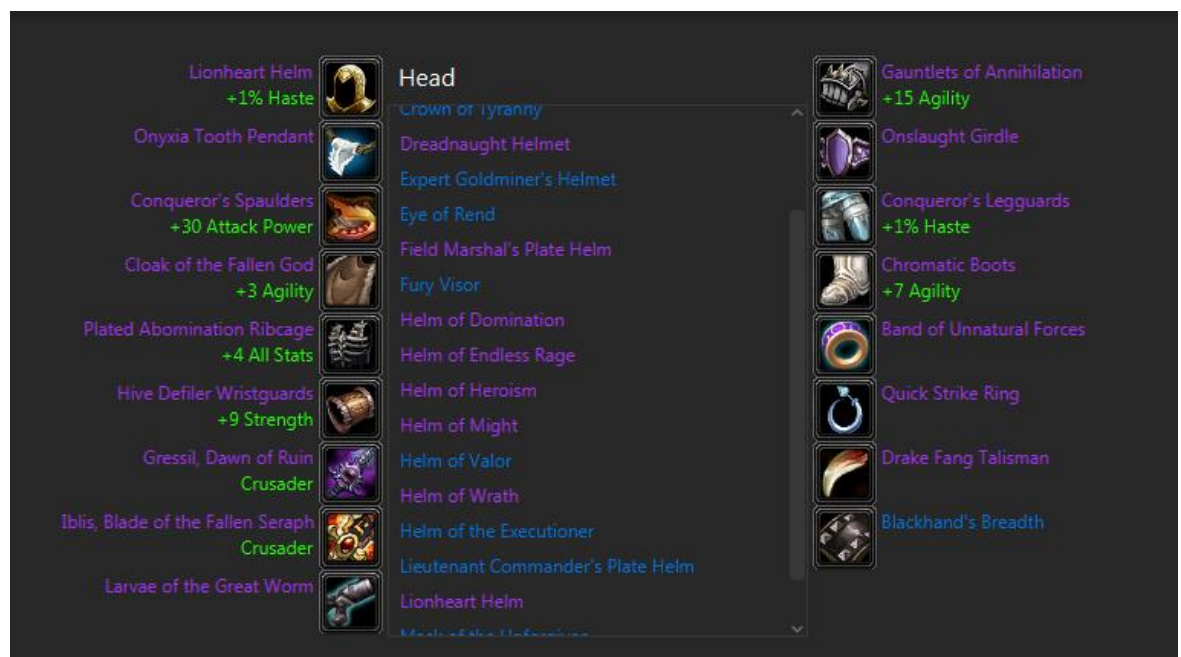 Lionheart Helm
+1% Haste
Onyxia Tooth Pendant
Conqueror's Spaulders
+30 Attack Power
Cloak of the Fallen God
+3 Agility
Plated Abomination Ribcage
+4 All Stats
Hive Defiler Wristguards
+9 Strength
Gressil, Dawn of Ruin
Crusader
Iblis, Blade of the Fallen Seraph
Crusader
Larvae of the Great Worm
Head
Crown of Tyranny
Dreadnaught Helmet
Expert Goldminer's Helmet
Eye of Rend
Field Marshal's Plate Helm
Fury Visor
Helm of Domination
Helm of Endless Rage
Helm of Heroism
Helm of Might
Helm of Valor
Helm of Wrath
Helm of the Executioner
Lieutenant Commander's Plate Helm
Lionheart Helm
Mask of the Unforgiven
Gauntlets of Annihilation
+15 Agility
Onslaught Girdle
Conqueror's Legguards
+1% Haste
Chromatic Boots
+7 Agility
Band of Unnatural Forces
Quick Strike Ring
Drake Fang Talisman
Blackhand's Breadth